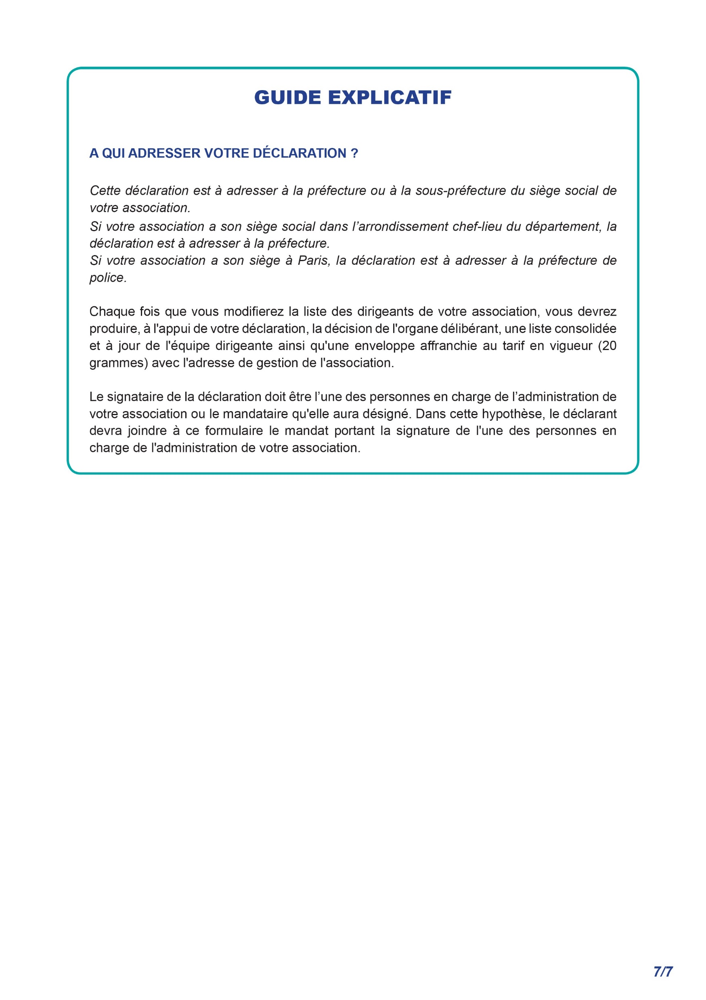 GUIDE EXPLICATIF
A QUI ADRESSER VOTRE DÉCLARATION ?
Cette déclaration est à adresser à la préfecture ou à la sous-préfecture du siège social de
votre association.
Si votre association a son siège social dans l’arrondissement chef-lieu du département, la
déclaration est à adresser à la préfecture.
Si votre association a son siège à Paris, la déclaration est à adresser à la préfecture de
police.
Chaque fois que vous modifierez la liste des dirigeants de votre association, vous devrez
produire, à l'appui de votre déclaration, la décision de l'organe délibérant, une liste consolidée
et à jour de l'équipe dirigeante ainsi qu'une enveloppe affranchie au tarif en vigueur (20
grammes) avec l'adresse de gestion de l'association.
Le signataire de la déclaration doit être l’une des personnes en charge de l’administration de
votre association ou le mandataire qu'elle aura désigné. Dans cette hypothèse, le déclarant
devra joindre à ce formulaire le mandat portant la signature de l'une des personnes en
charge de l'administration de votre association.
7/7